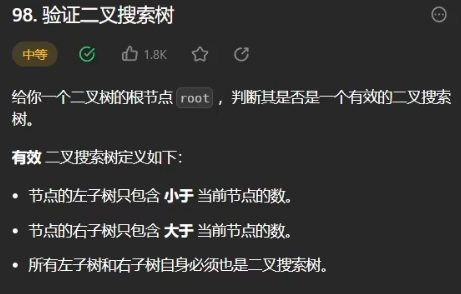 98. 验证二叉搜索树
中等 1.8K
给你一个二叉树的根节点 root ，判断其是否是一个有效的二叉搜索
树。
有效 二叉搜索树定义如下：
• 节点的左子树只包含 小于 当前节点的数。
• 节点的右子树只包含 大于 当前节点的数。
• 所有左子树和右子树自身必须也是二叉搜索树。